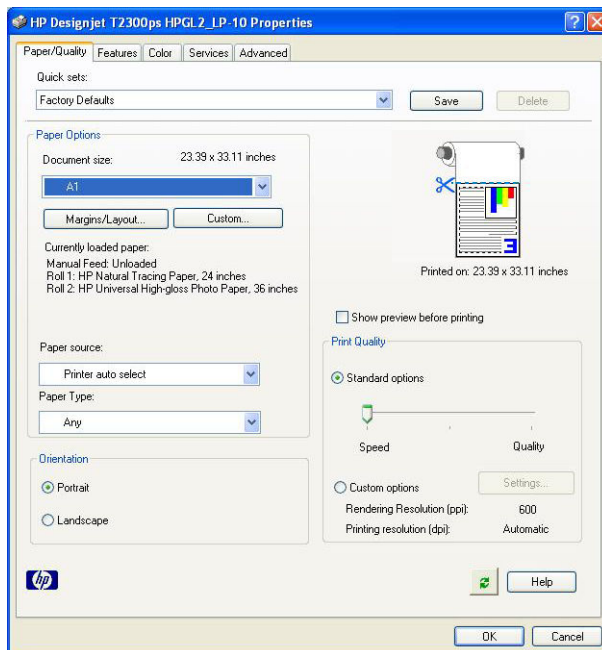 HP Designjet T2300ps HPGL2_LP-10 Properties
Paper/Quality Features Color Services Advanced
Quick sets:
Factory Defaults
Save
Delete
Paper Options
Document size: 23.39 x 33.11 inches
A1
Margins/Layout... Custom...
Currently loaded paper:
Manual Feed: Unloaded
Roll 1: HP Natural Tracing Paper, 24 inches
Roll 2: HP Universal High-gloss Photo Paper, 36 inches
Paper source:
Printer auto select
Paper Type:
Any
Orientation
Portrait
Landscape
3
Printed on: 23.39 x 33.11 inches
Show preview before printing
Print Quality
Standard options
Speed Quality
Custom options Settings...
Rendering Resolution (ppi): 600
Printing resolution (dpi): Automatic
hp
Help
OK Cancel